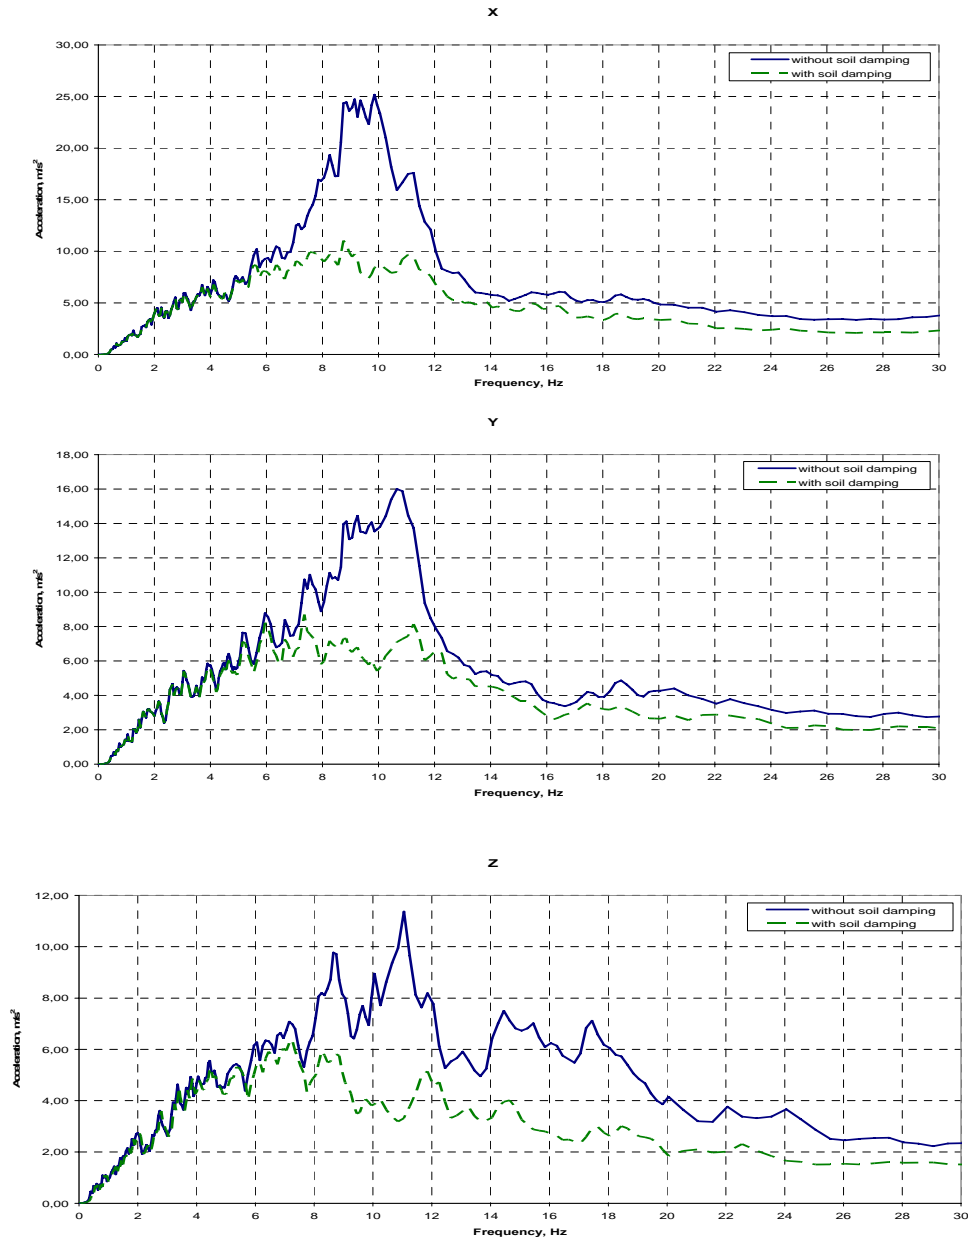 X
30,00
without soil damping
with soil damping
25,00
20,00
15,00
10,00
5,00
0,00
Acceleration, m/s²
0 2 4 6 8 10 12 14 16 18 20 22 24 26 28 30
Frequency, Hz
Y
18,00
without soil damping
with soil damping
16,00
14,00
12,00
10,00
8,00
6,00
4,00
2,00
0,00
Acceleration, m/s²
0 2 4 6 8 10 12 14 16 18 20 22 24 26 28 30
Frequency, Hz
Z
12,00
without soil damping
with soil damping
10,00
8,00
6,00
4,00
2,00
0,00
Acceleration, m/s²
0 2 4 6 8 10 12 14 16 18 20 22 24 26 28 30
Frequency, Hz